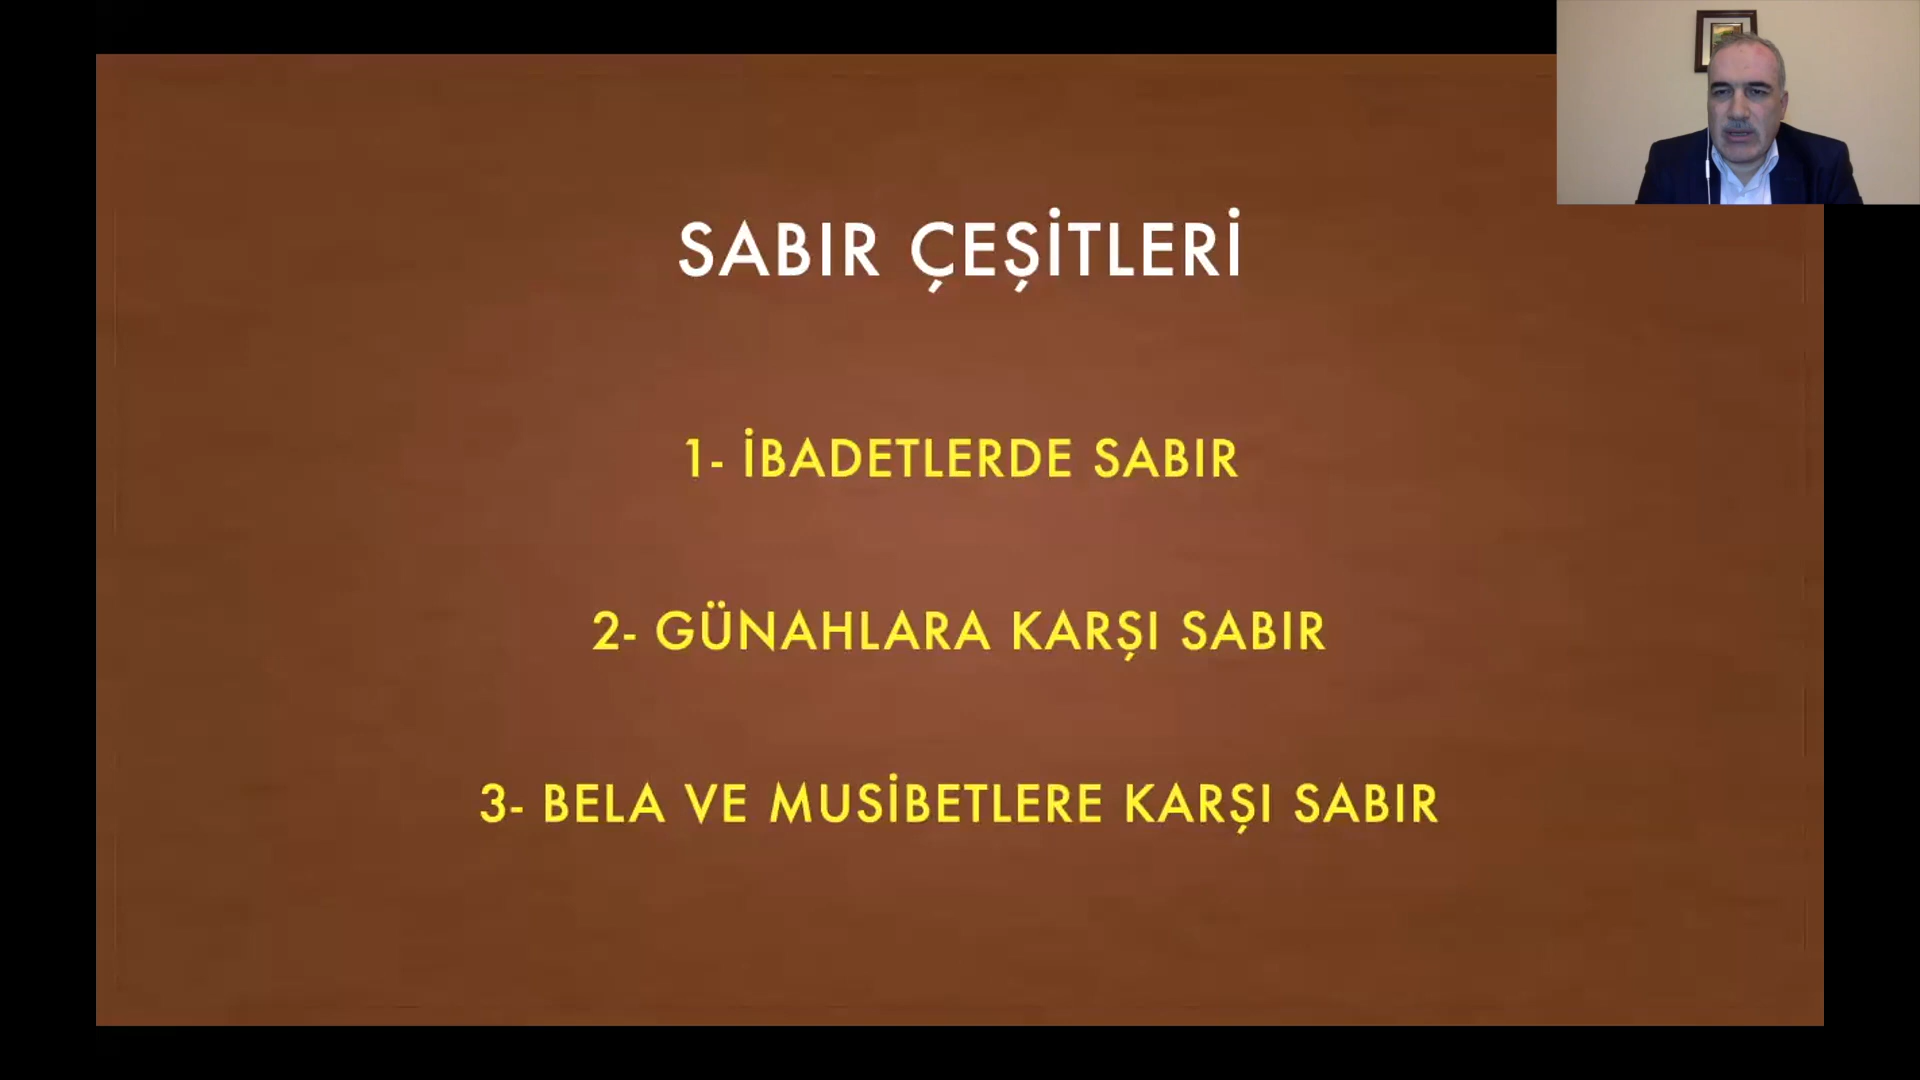 SABIR ÇEŞİTLERİ
1- İBADETLERDE SABIR
2- GÜNAHLARA KARŞI SABIR
3- BELA VE MUSİBETLERE KARŞI SABIR